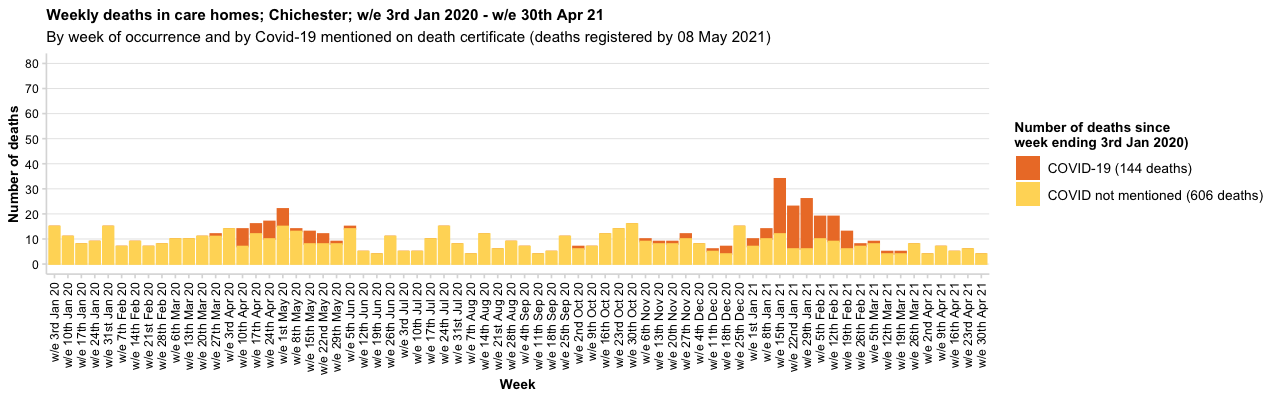 Weekly deaths in care homes; Chichester; w/e 3rd Jan 2020 - w/e 30th Apr 21
By week of occurrence and by Covid-19 mentioned on death certificate (deaths registered by 08 May 2021)
Number of deaths
80
70
60
50
40
30
20
10
0
w/e 3rd Jan 20
w/e 10th Jan 20
w/e 17th Jan 20
w/e 24th Jan 20
w/e 31st Jan 20
w/e 7th Feb 20
w/e 14th Feb 20
w/e 21st Feb 20
w/e 28th Feb 20
w/e 6th Mar 20
w/e 13th Mar 20
w/e 20th Mar 20
w/e 27th Mar 20
w/e 3rd Apr 20
w/e 10th Apr 20
w/e 17th Apr 20
w/e 24th Apr 20
w/e 1st May 20
w/e 8th May 20
w/e 15th May 20
w/e 22nd May 20
w/e 29th May 20
w/e 5th Jun 20
w/e 12th Jun 20
w/e 19th Jun 20
w/e 26th Jun 20
w/e 3rd Jul 20
w/e 10th Jul 20
w/e 17th Jul 20
w/e 24th Jul 20
w/e 31st Jul 20
w/e 7th Aug 20
w/e 14th Aug 20
w/e 21st Aug 20
w/e 28th Aug 20
w/e 4th Sep 20
w/e 11th Sep 20
w/e 18th Sep 20
w/e 25th Sep 20
w/e 2nd Oct 20
w/e 9th Oct 20
w/e 16th Oct 20
w/e 23rd Oct 20
w/e 30th Oct 20
w/e 6th Nov 20
w/e 13th Nov 20
w/e 20th Nov 20
w/e 27th Nov 20
w/e 4th Dec 20
w/e 11th Dec 20
w/e 18th Dec 20
w/e 25th Dec 20
w/e 1st Jan 21
w/e 8th Jan 21
w/e 15th Jan 21
w/e 22nd Jan 21
w/e 29th Jan 21
w/e 5th Feb 21
w/e 12th Feb 21
w/e 19th Feb 21
w/e 26th Feb 21
w/e 5th Mar 21
w/e 12th Mar 21
w/e 19th Mar 21
w/e 26th Mar 21
w/e 2nd Apr 21
w/e 9th Apr 21
w/e 16th Apr 21
w/e 23rd Apr 21
w/e 30th Apr 21
Week
Number of deaths since
week ending 3rd Jan 2020)
COVID-19 (144 deaths)
COVID not mentioned (606 deaths)